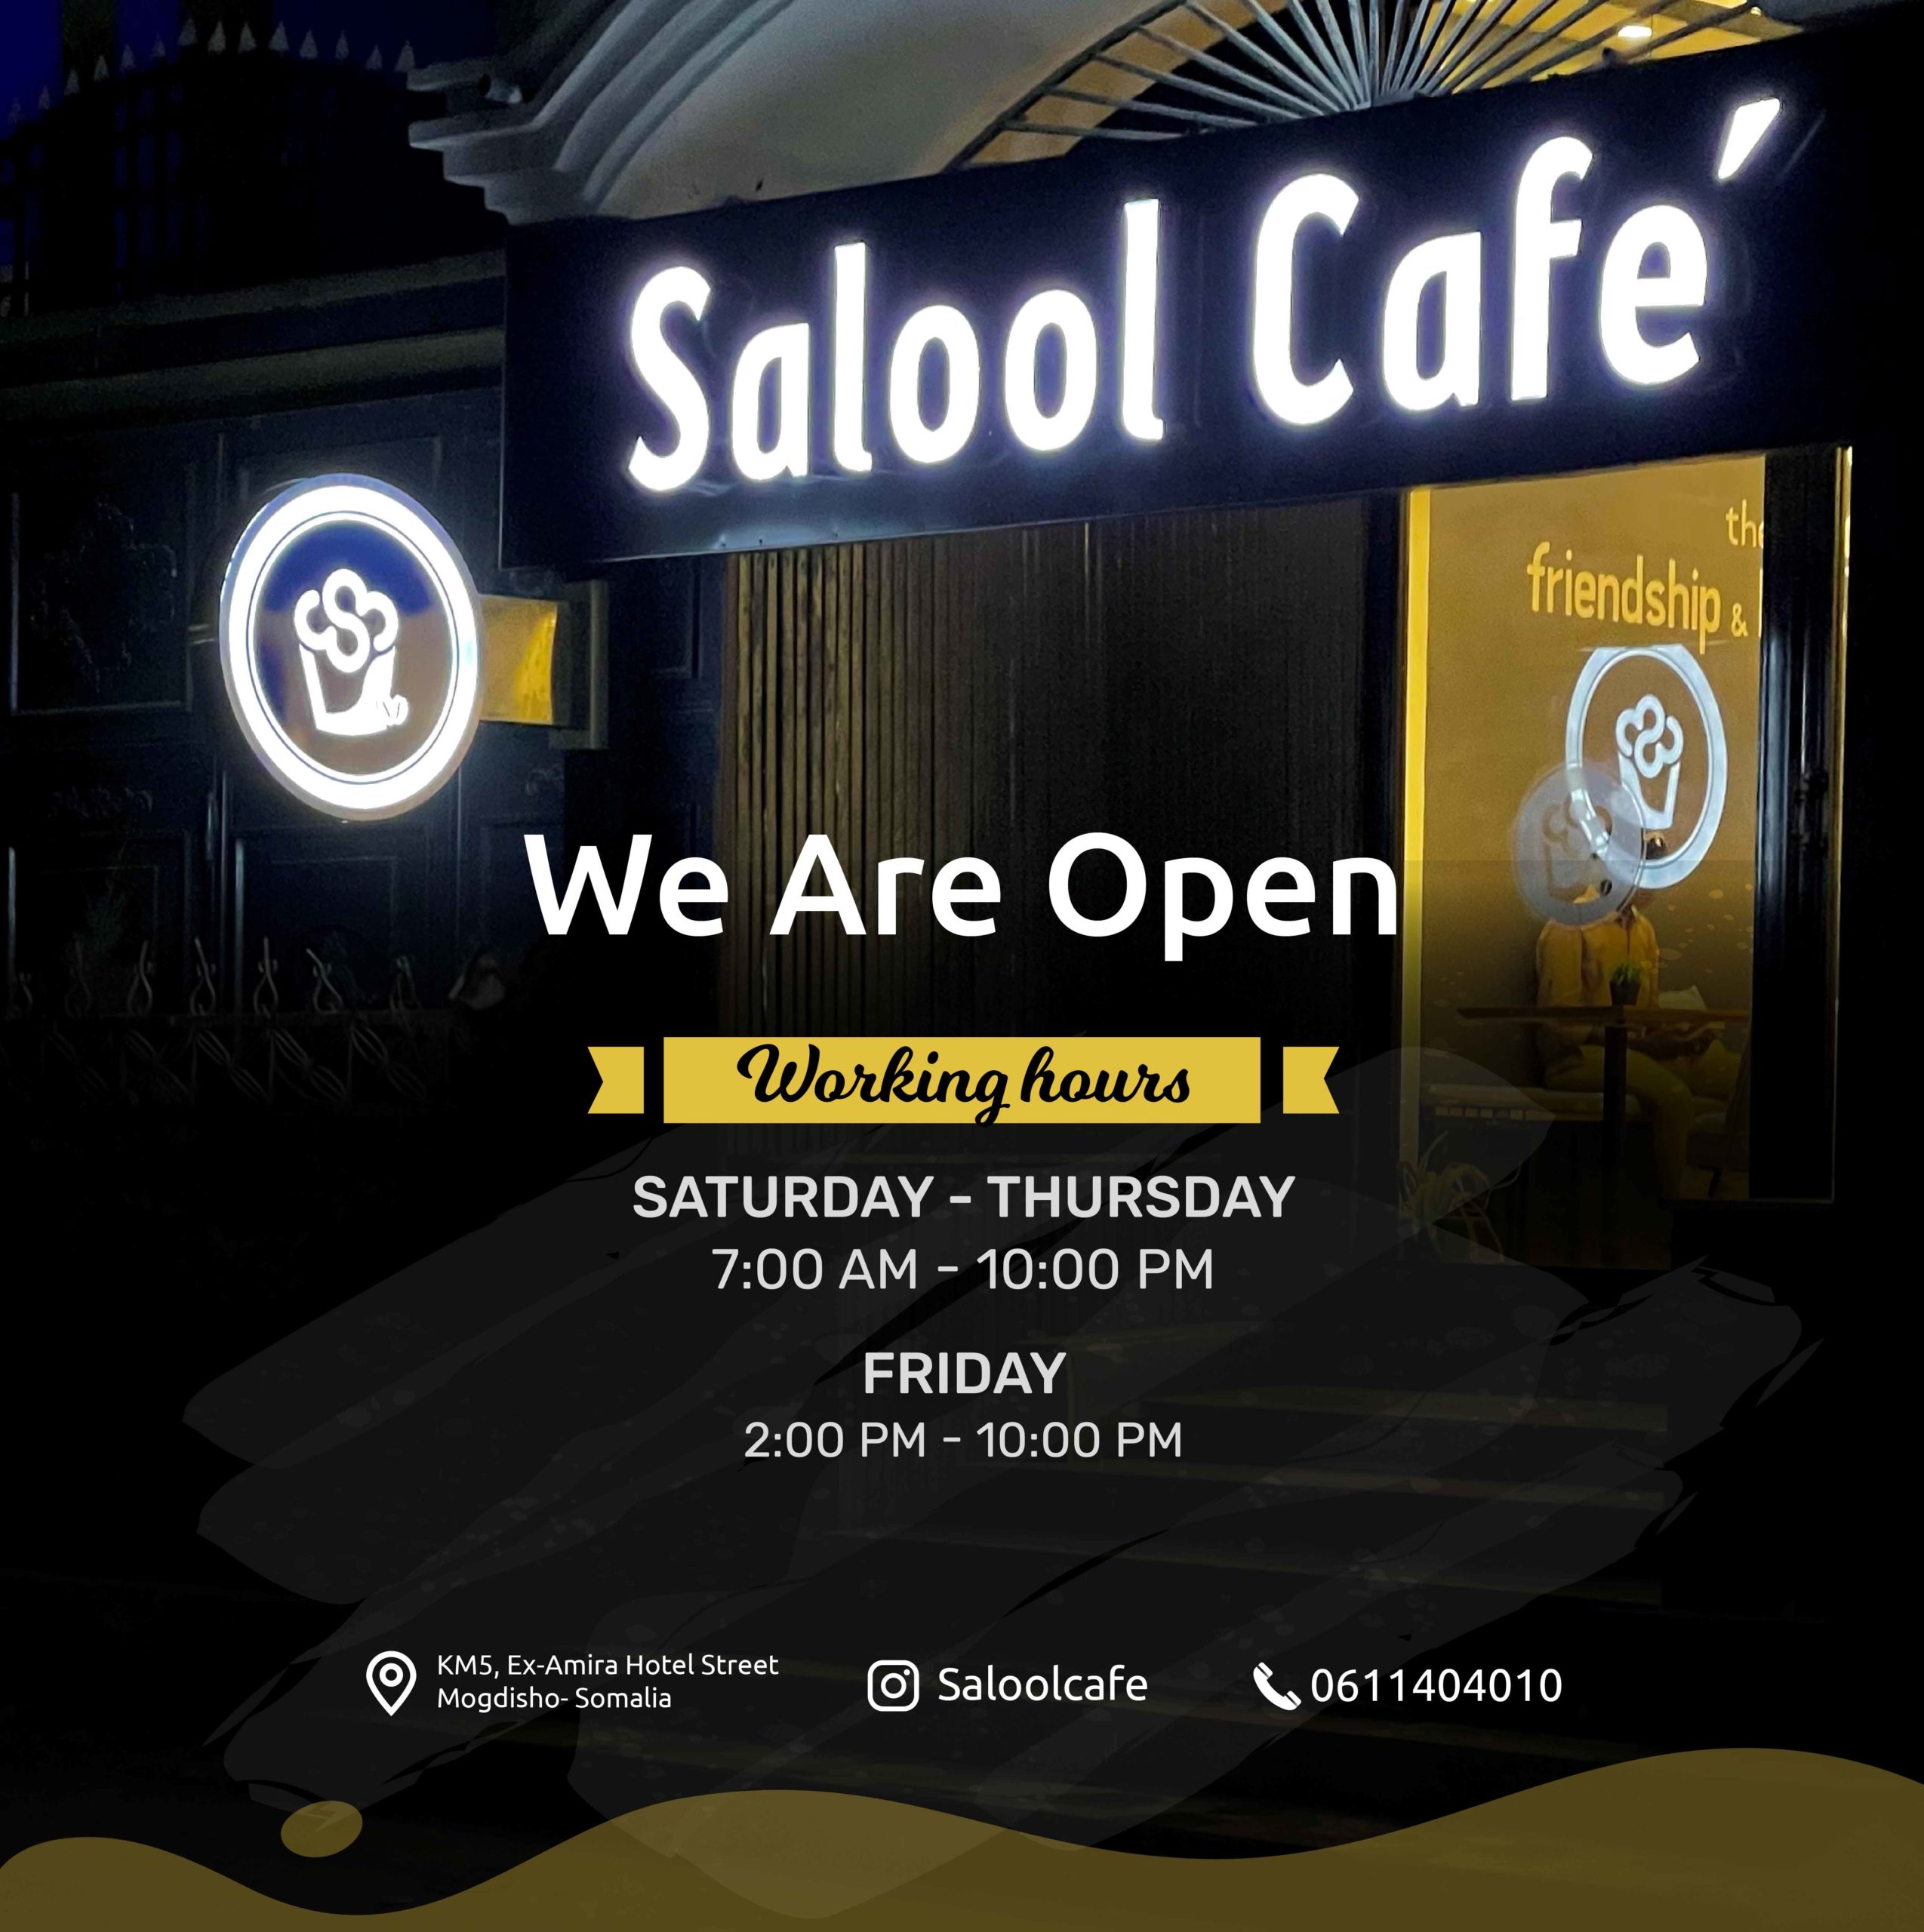 Salool Café
the
friendship &
We Are Open
Working hours
SATURDAY - THURSDAY
7:00 AM - 10:00 PM
FRIDAY
2:00 PM - 10:00 PM
KM5, Ex-Amira Hotel Street
Mogdisho- Somalia
Saloolcafe
0611404010